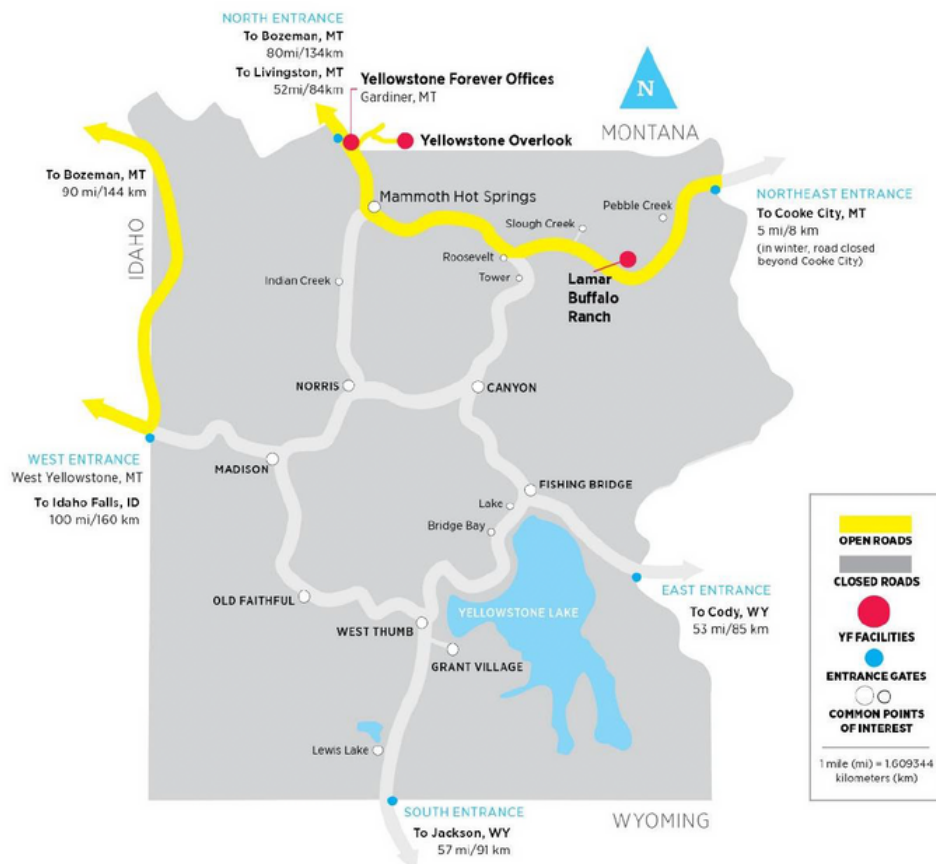 NORTH ENTRANCE
To Bozeman, MT
80mi/134km
To Livingston, MT
52mi/84km
Yellowstone Forever Offices
Gardiner, MT
Yellowstone Overlook
N
MONTANA
To Bozeman, MT
90 mi/144 km
IDAHO
Mammoth Hot Springs
Slough Creek
Pebble Creek
NORTHEAST ENTRANCE
To Cooke City, MT
5 mi/8 km
(in winter, road closed
beyond Cooke City)
Roosevelt
Tower
Indian Creek
Lamar
Buffalo
Ranch
NORRIS
CANYON
WEST ENTRANCE
West Yellowstone, MT
To Idaho Falls, ID
100 mi/160 km
MADISON
FISHING BRIDGE
Lake
Bridge Bay
EAST ENTRANCE
To Cody, WY
53 mi/85 km
OLD FAITHFUL
WEST THUMB
YELLOWSTONE LAKE
GRANT VILLAGE
Lewis Lake
SOUTH ENTRANCE
To Jackson, WY
57 mi/91 km
WYOMING
OPEN ROADS
CLOSED ROADS
YF FACILITIES
ENTRANCE GATES
COMMON POINTS
OF INTEREST
1 mile (mi) = 1.609344
kilometers (km)